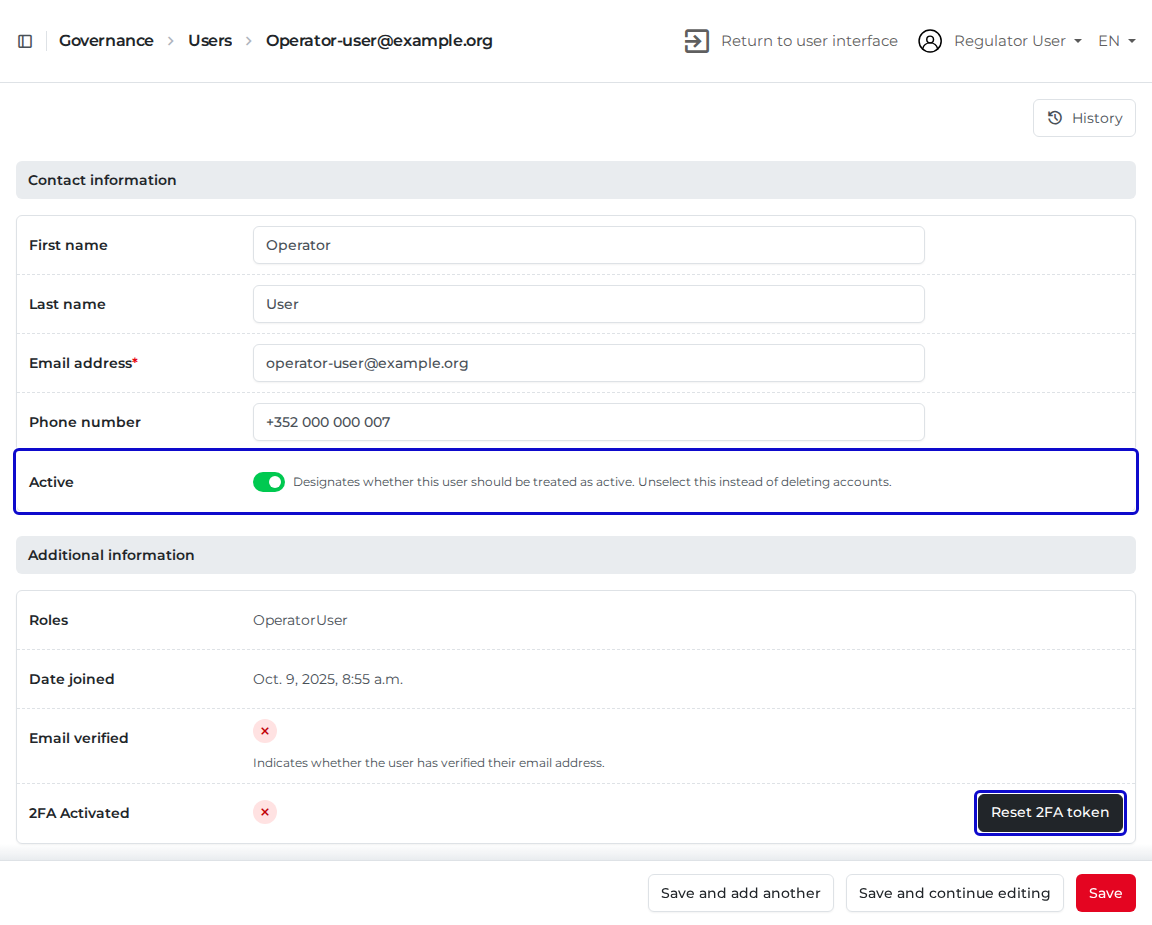 Governance > Users > Operator-user@example.org
Return to user interface
Regulator User
EN
History
Contact information
First name
Operator
Last name
User
Email address*
operator-user@example.org
Phone number
+352 000 000 007
Active
Designates whether this user should be treated as active. Unselect this instead of deleting accounts.
Additional information
Roles
OperatorUser
Date joined
Oct. 9, 2025, 8:55 a.m.
Email verified
Indicates whether the user has verified their email address.
2FA Activated
Reset 2FA token
Save and add another
Save and continue editing
Save